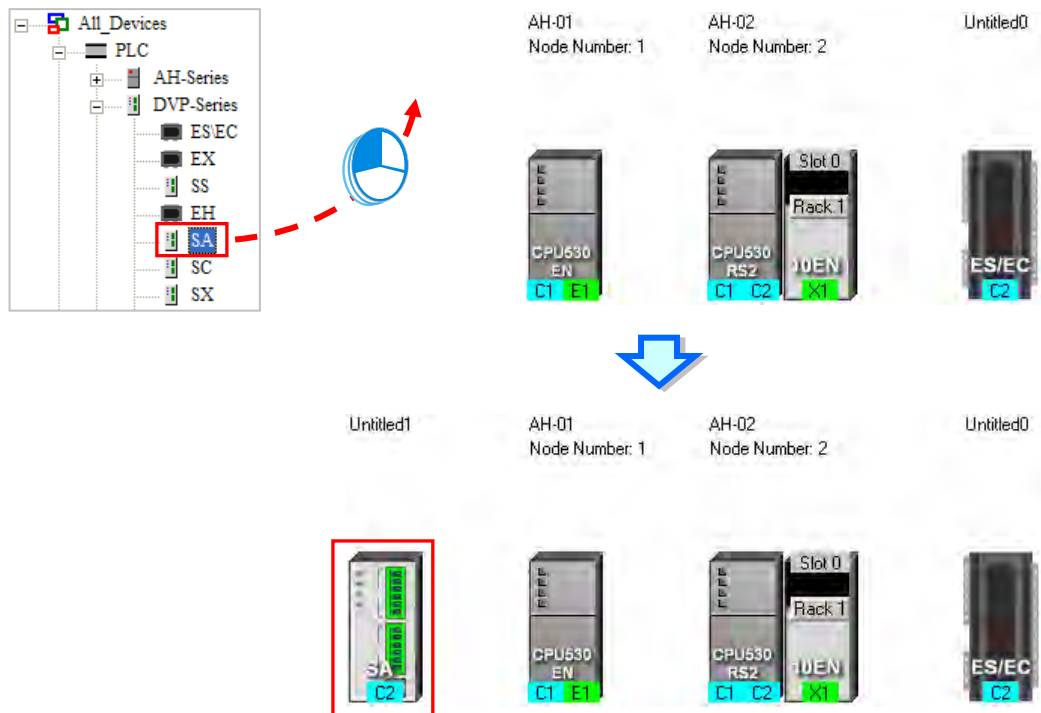 All_Devices
PLC
AH-Series
DVP-Series
ES\EC
EX
SS
EH
SA
SC
SX
AH-01
Node Number: 1
AH-02
Node Number: 2
Untitled0
CPU530
EN
C1 E1
Slot 0
Rack 1
CPU530
RS2
10EN
C1 C2 X1
ES/EC
C2
Untitled1
AH-01
Node Number: 1
AH-02
Node Number: 2
Untitled0
SA
C2
CPU530
EN
C1 E1
Slot 0
Rack 1
CPU530
RS2
10EN
C1 C2 X1
ES/EC
C2